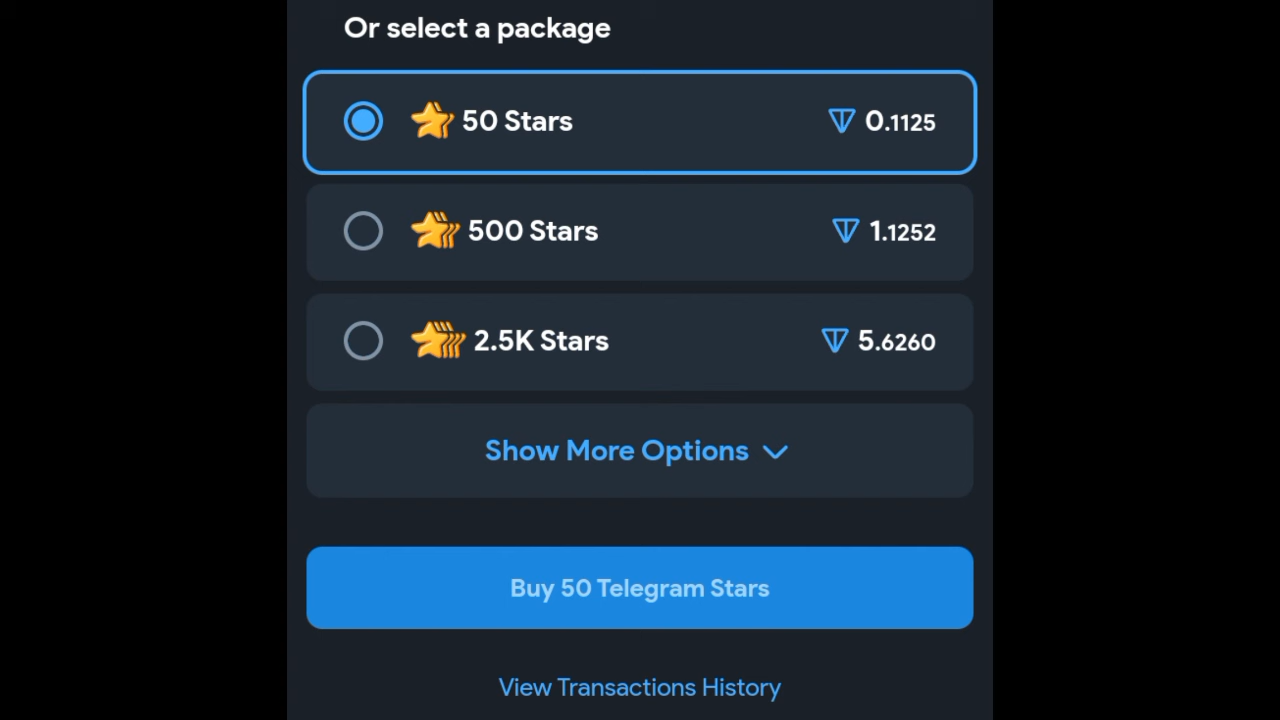 Or select a package
50 Stars 0.1125
500 Stars 1.1252
2.5K Stars 5.6260
Show More Options
Buy 50 Telegram Stars
View Transactions History